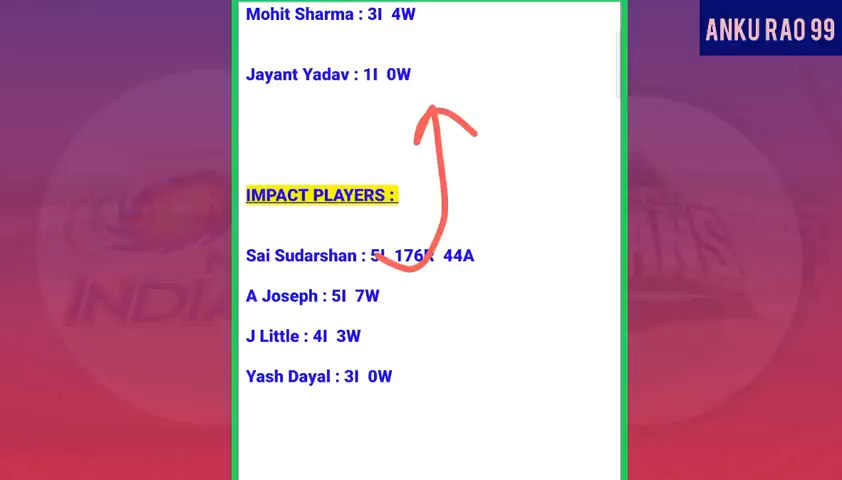 ANKU RAO 99
Mohit Sharma : 3I 4W
Jayant Yadav : 1I 0W
IMPACT PLAYERS :
Sai Sudarshan : 5I 176R 44A
A Joseph : 5I 7W
J Little : 4I 3W
Yash Dayal : 3I 0W